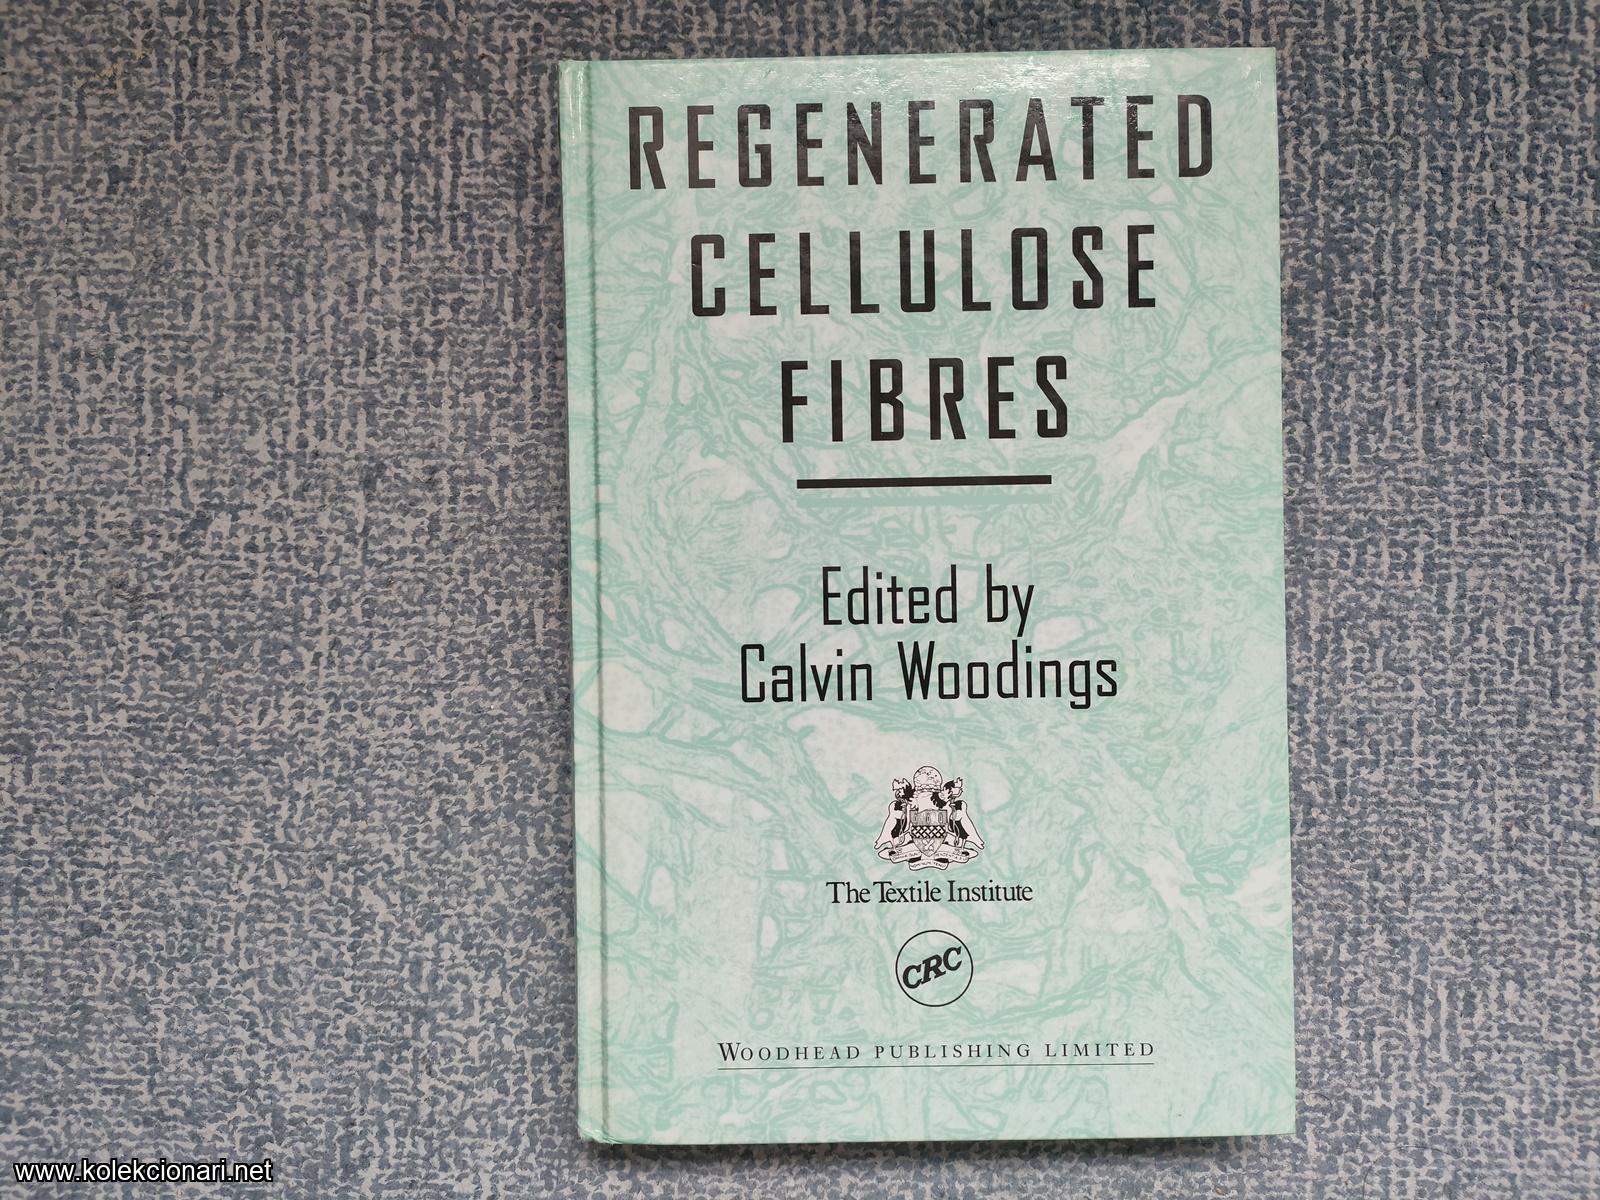 REGENERATED
CELLULOSE
FIBRES
Edited by
Calvin Woodings
The Textile Institute
CRC
WOODHEAD PUBLISHING LIMITED
www.kolekcionari.net